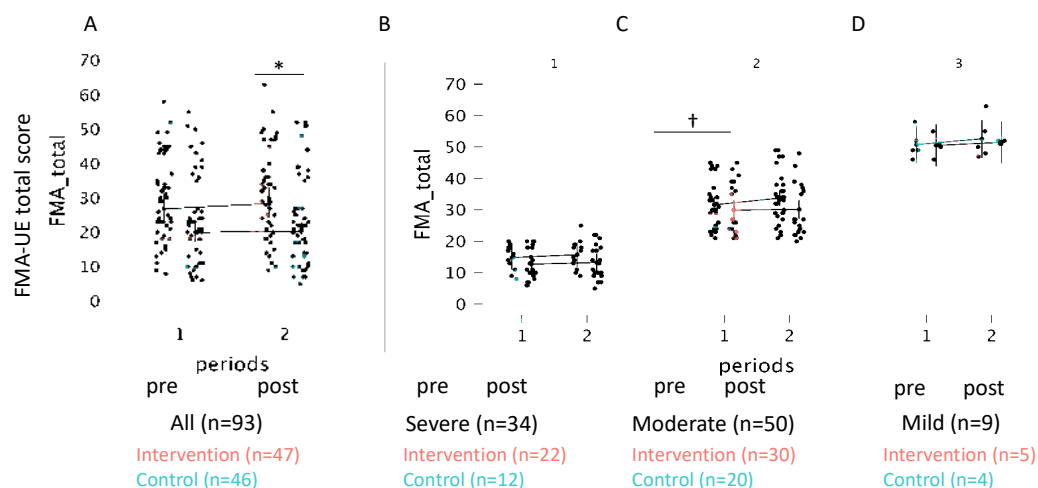 A
B
C
D
FMA-UE total score
FMA_total
70
60
50
40
30
20
10
0
*
1
2
periods
pre
post
All (n=93)
Intervention (n=47)
Control (n=46)
1
FMA_total
70
60
50
40
30
20
10
0
1
2
pre
post
Severe (n=34)
Intervention (n=22)
Control (n=12)
2
†
1
2
periods
pre
post
Moderate (n=50)
Intervention (n=30)
Control (n=20)
3
1
2
pre
post
Mild (n=9)
Intervention (n=5)
Control (n=4)